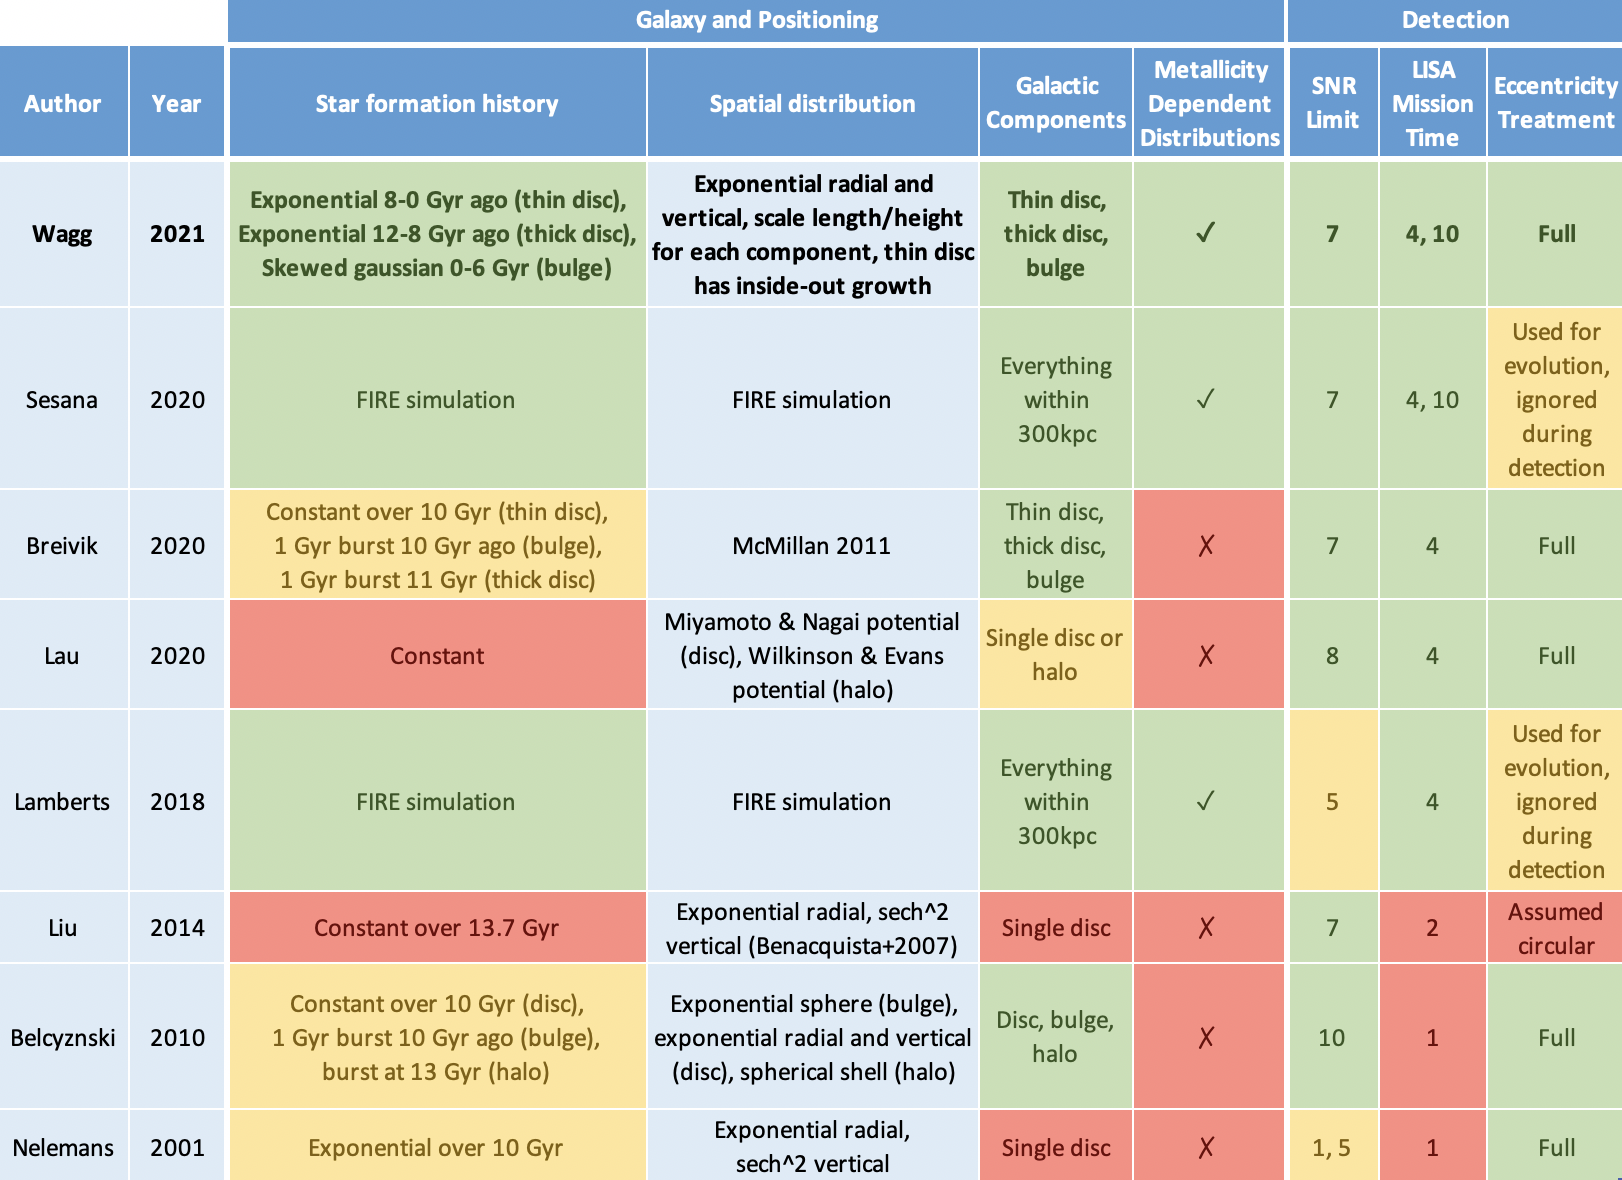 Galaxy and Positioning
Detection
Author
Year
Star formation history
Spatial distribution
Galactic
Components
Metallicity
Dependent
Distributions
SNR
Limit
LISA
Mission
Time
Eccentricity
Treatment
Wagg
2021
Exponential 8-0 Gyr ago (thin disc),
Exponential 12-8 Gyr ago (thick disc),
Skewed gaussian 0-6 Gyr (bulge)
Exponential radial and
vertical, scale length/height
for each component, thin disc
has inside-out growth
Thin disc,
thick disc,
bulge
✓
7
4, 10
Full
Sesana
2020
FIRE simulation
FIRE simulation
Everything
within
300kpc
✓
7
4, 10
Used for
evolution,
ignored
during
detection
Breivik
2020
Constant over 10 Gyr (thin disc),
1 Gyr burst 10 Gyr ago (bulge),
1 Gyr burst 11 Gyr (thick disc)
McMillan 2011
Thin disc,
thick disc,
bulge
✗
7
4
Full
Lau
2020
Constant
Miyamoto & Nagai potential
(disc), Wilkinson & Evans
potential (halo)
Single disc or
halo
✗
8
4
Full
Lamberts
2018
FIRE simulation
FIRE simulation
Everything
within
300kpc
✓
5
4
Used for
evolution,
ignored
during
detection
Liu
2014
Constant over 13.7 Gyr
Exponential radial, sech^2
vertical (Benacquista+2007)
Single disc
✗
7
2
Assumed
circular
Belcyznski
2010
Constant over 10 Gyr (disc),
1 Gyr burst 10 Gyr ago (bulge),
burst at 13 Gyr (halo)
Exponential sphere (bulge),
exponential radial and vertical
(disc), spherical shell (halo)
Disc, bulge,
halo
✗
10
1
Full
Nelemans
2001
Exponential over 10 Gyr
Exponential radial,
sech^2 vertical
Single disc
✗
1, 5
1
Full